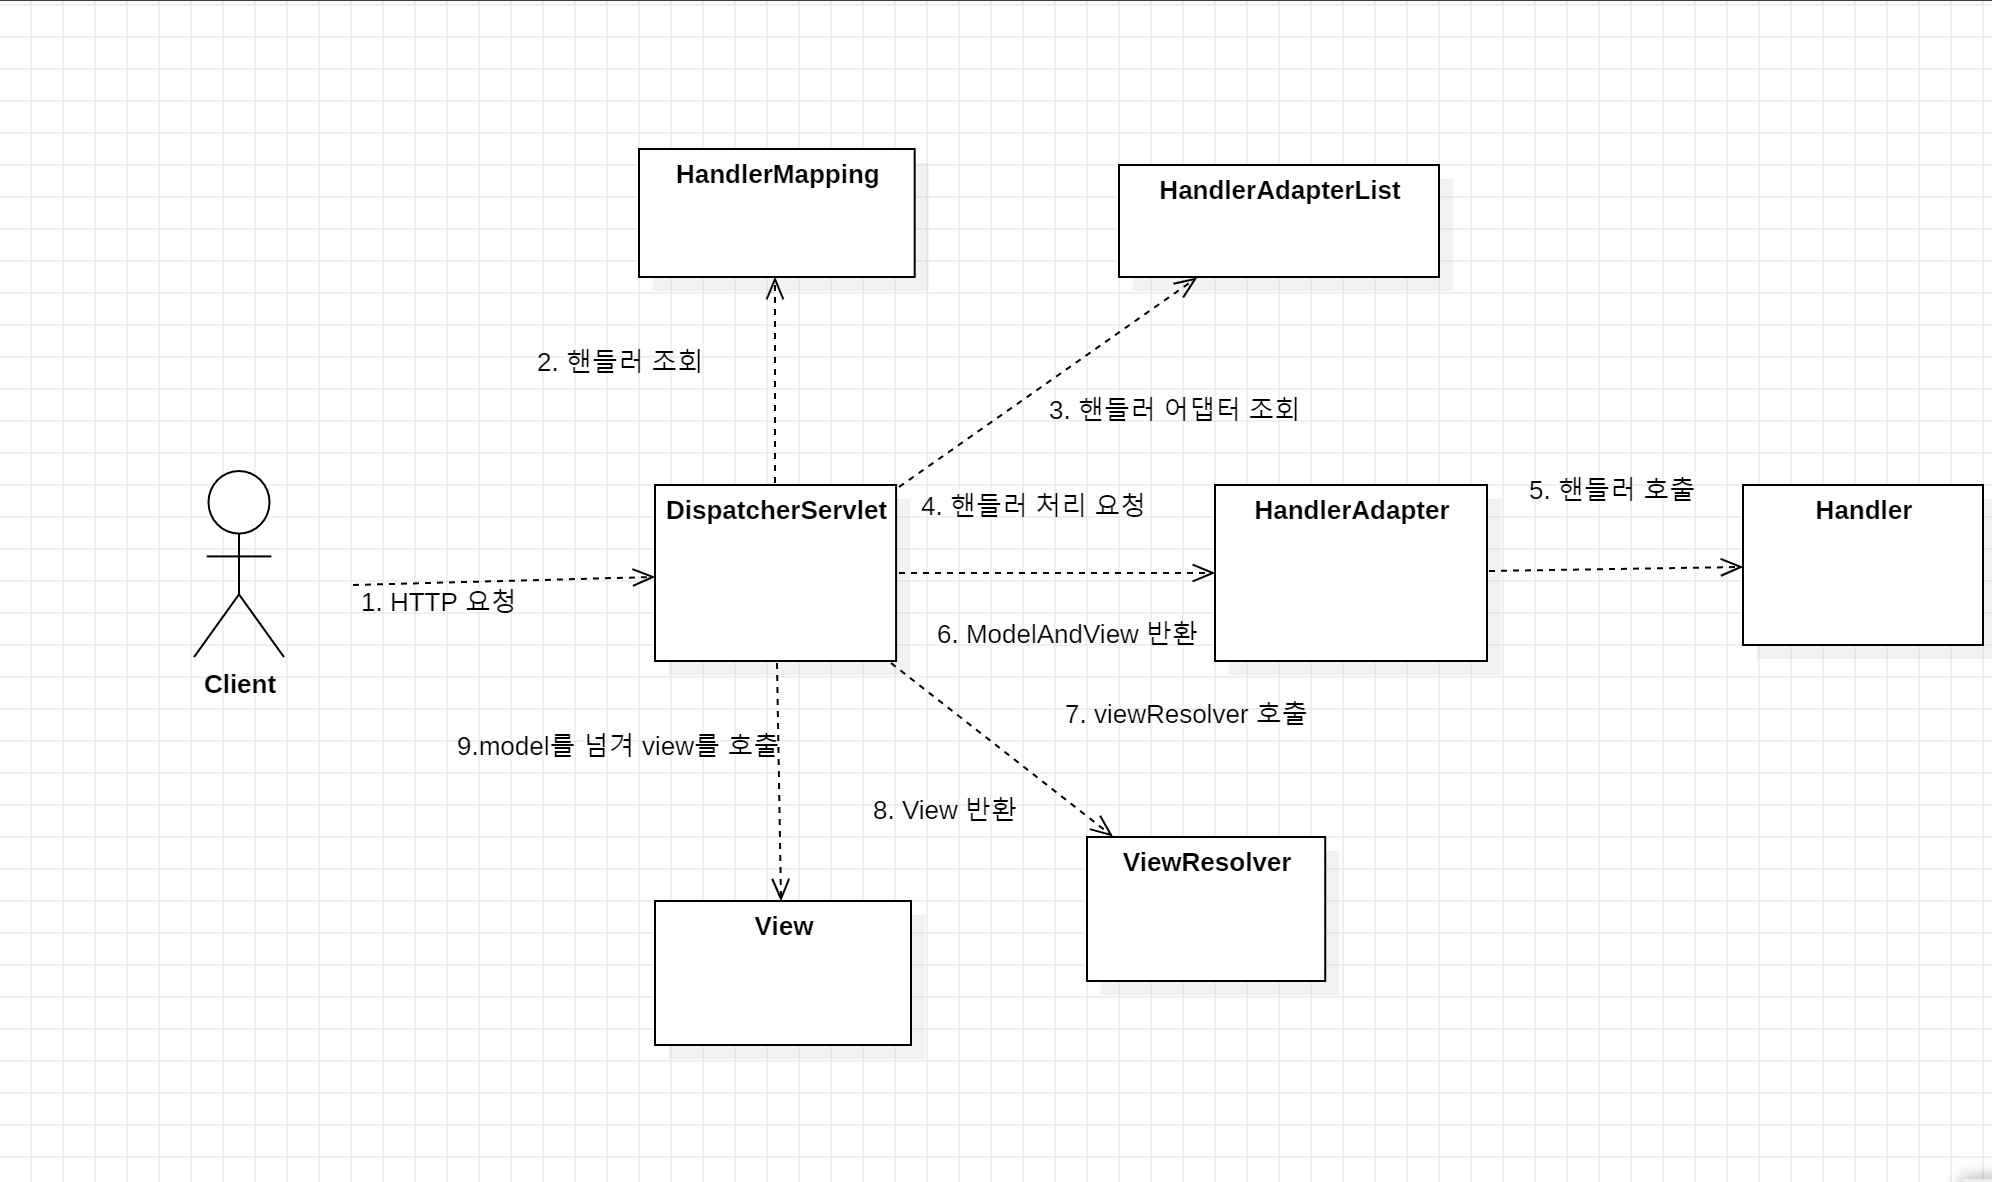 HandlerMapping
HandlerAdapterList
2. 핸들러 조회
3. 핸들러 어댑터 조회
DispatcherServlet
4. 핸들러 처리 요청
HandlerAdapter
5. 핸들러 호출
Handler
1. HTTP 요청
6. ModelAndView 반환
Client
7. viewResolver 호출
9.model를 넘겨 view를 호출
8. View 반환
ViewResolver
View